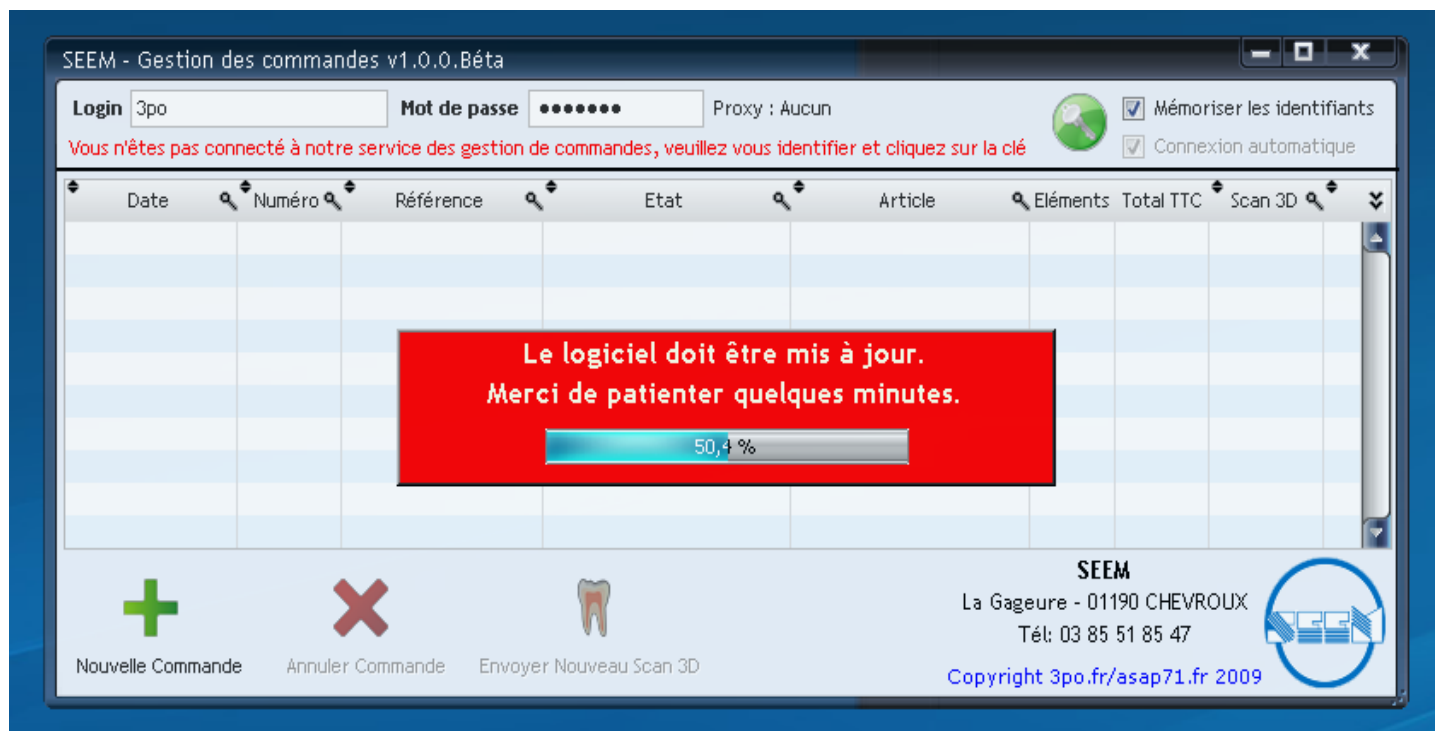 SEEM - Gestion des commandes v1.0.0.Béta
Login 3po Mot de passe ●●●●●●● Proxy : Aucun Mémoriser les identifiants
Vous n'êtes pas connecté à notre service des gestion de commandes, veuillez vous identifier et cliquez sur la clé Connexion automatique
Date Numéro Référence Etat Article Eléments Total TTC Scan 3D
Le logiciel doit être mis à jour.
Merci de patienter quelques minutes.
50,4 %
SEEM
La Gageure - 01190 CHEVROUX
Tél: 03 85 51 85 47
Copyright 3po.fr/asap71.fr 2009
SEEM
Nouvelle Commande Annuler Commande Envoyer Nouveau Scan 3D